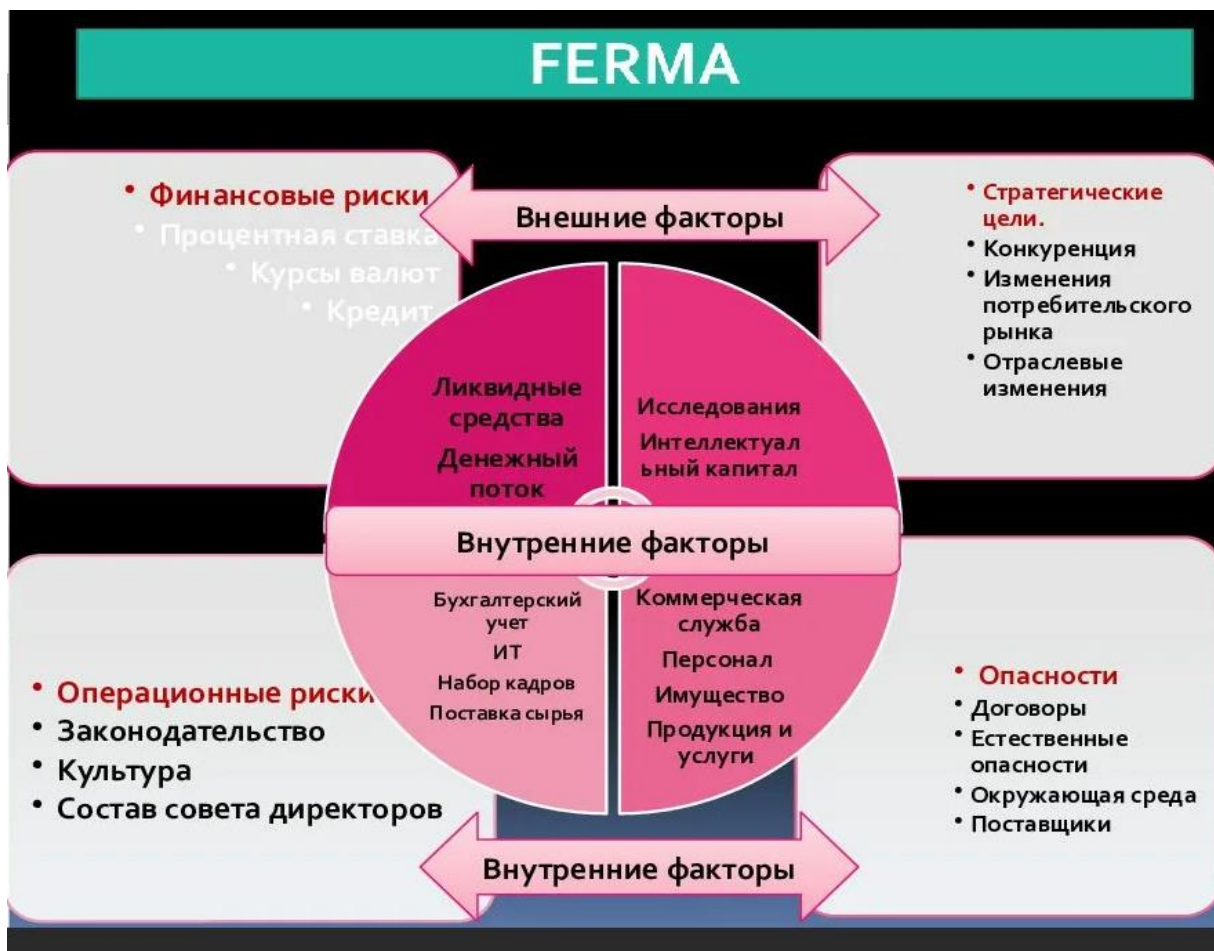 FERMA
• Финансовые риски
• Процентная ставка
• Курсы валют
• Кредит
Внешние факторы
• Стратегические
цели.
• Конкуренция
• Изменения
потребительского
рынка
• Отраслевые
изменения
Ликвидные
средства
Денежный
поток
Исследования
Интеллектуал
ьный капитал
Внутренние факторы
Бухгалтерский
учет
ИТ
Набор кадров
Поставка сырья
Коммерческая
служба
Персонал
Имущество
Продукция и
услуги
• Операционные риски
• Законодательство
• Культура
• Состав совета директоров
• Опасности
• Договоры
• Естественные
опасности
• Окружающая среда
• Поставщики
Внутренние факторы